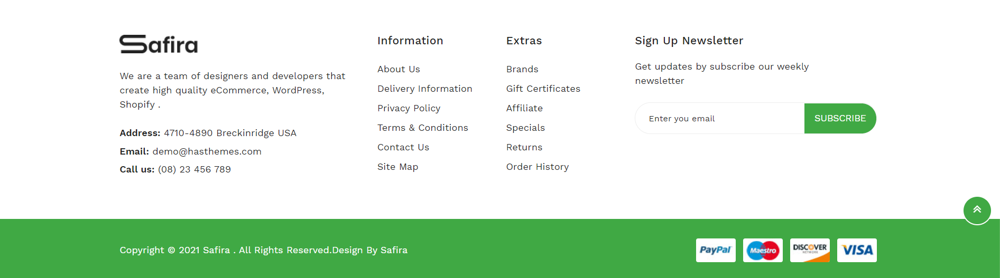 Safira
We are a team of designers and developers that
create high quality eCommerce, WordPress,
Shopify .
Address: 4710-4890 Breckinridge USA
Email: demo@hasthemes.com
Call us: (08) 23 456 789
Information
About Us
Delivery Information
Privacy Policy
Terms & Conditions
Contact Us
Site Map
Extras
Brands
Gift Certificates
Affiliate
Specials
Returns
Order History
Sign Up Newsletter
Get updates by subscribe our weekly
newsletter
Enter you email
SUBSCRIBE
Copyright © 2021 Safira . All Rights Reserved.Design By Safira
PayPal
Maestro
DISCOVER
NETWORK
VISA